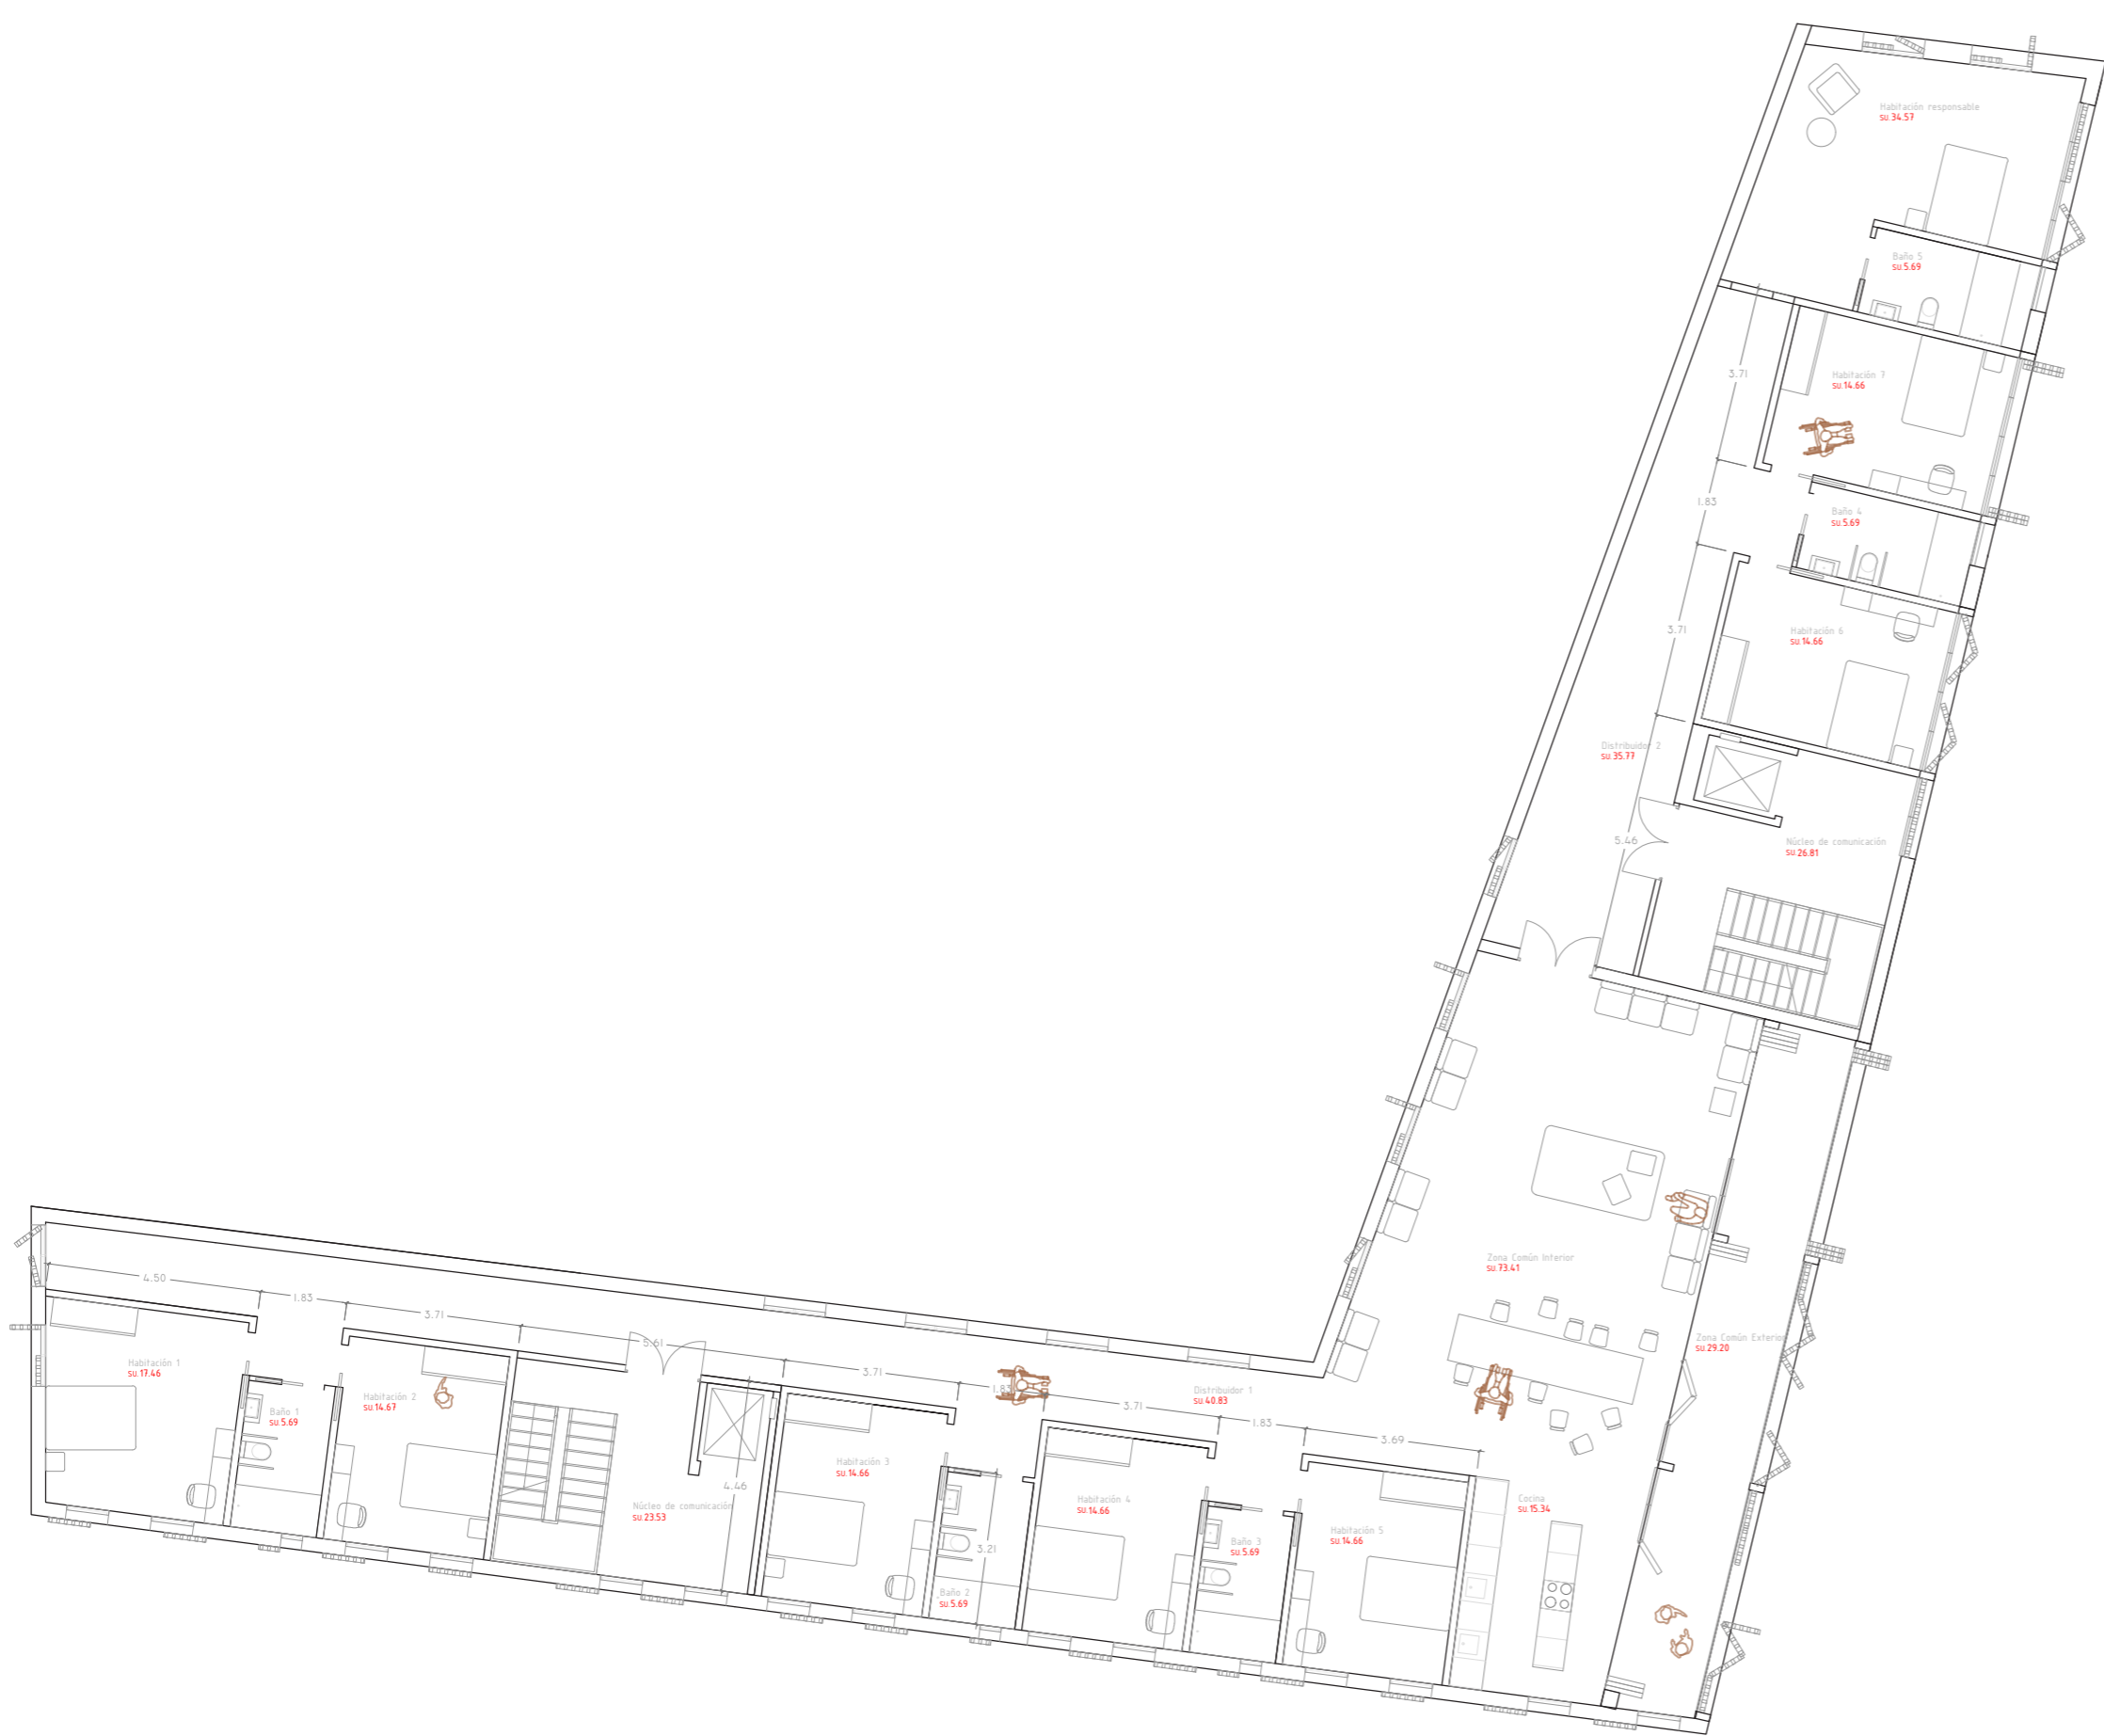 Habitación responsable
su.34.57
Baño 5
su.5.69
3.71
Habitación 7
su.14.66
1.83
Baño 4
su.5.69
3.71
Habitación 6
su.14.66
Distribuidor 2
su.35.77
5.46
Núcleo de comunicación
su.26.81
Zona Común Interior
su.73.41
Zona Común Exterior
su.29.20
4.50
1.83
3.71
5.61
3.71
1.83
3.71
1.83
3.69
Distribuidor 1
su.40.83
Habitación 1
su.17.46
Baño 1
su.5.69
Habitación 2
su.14.67
Núcleo de comunicación
su.23.53
4.46
Habitación 3
su.14.66
Baño 2
su.5.69
3.21
Habitación 4
su.14.66
Baño 3
su.5.69
Habitación 5
su.14.66
Cocina
su.15.34